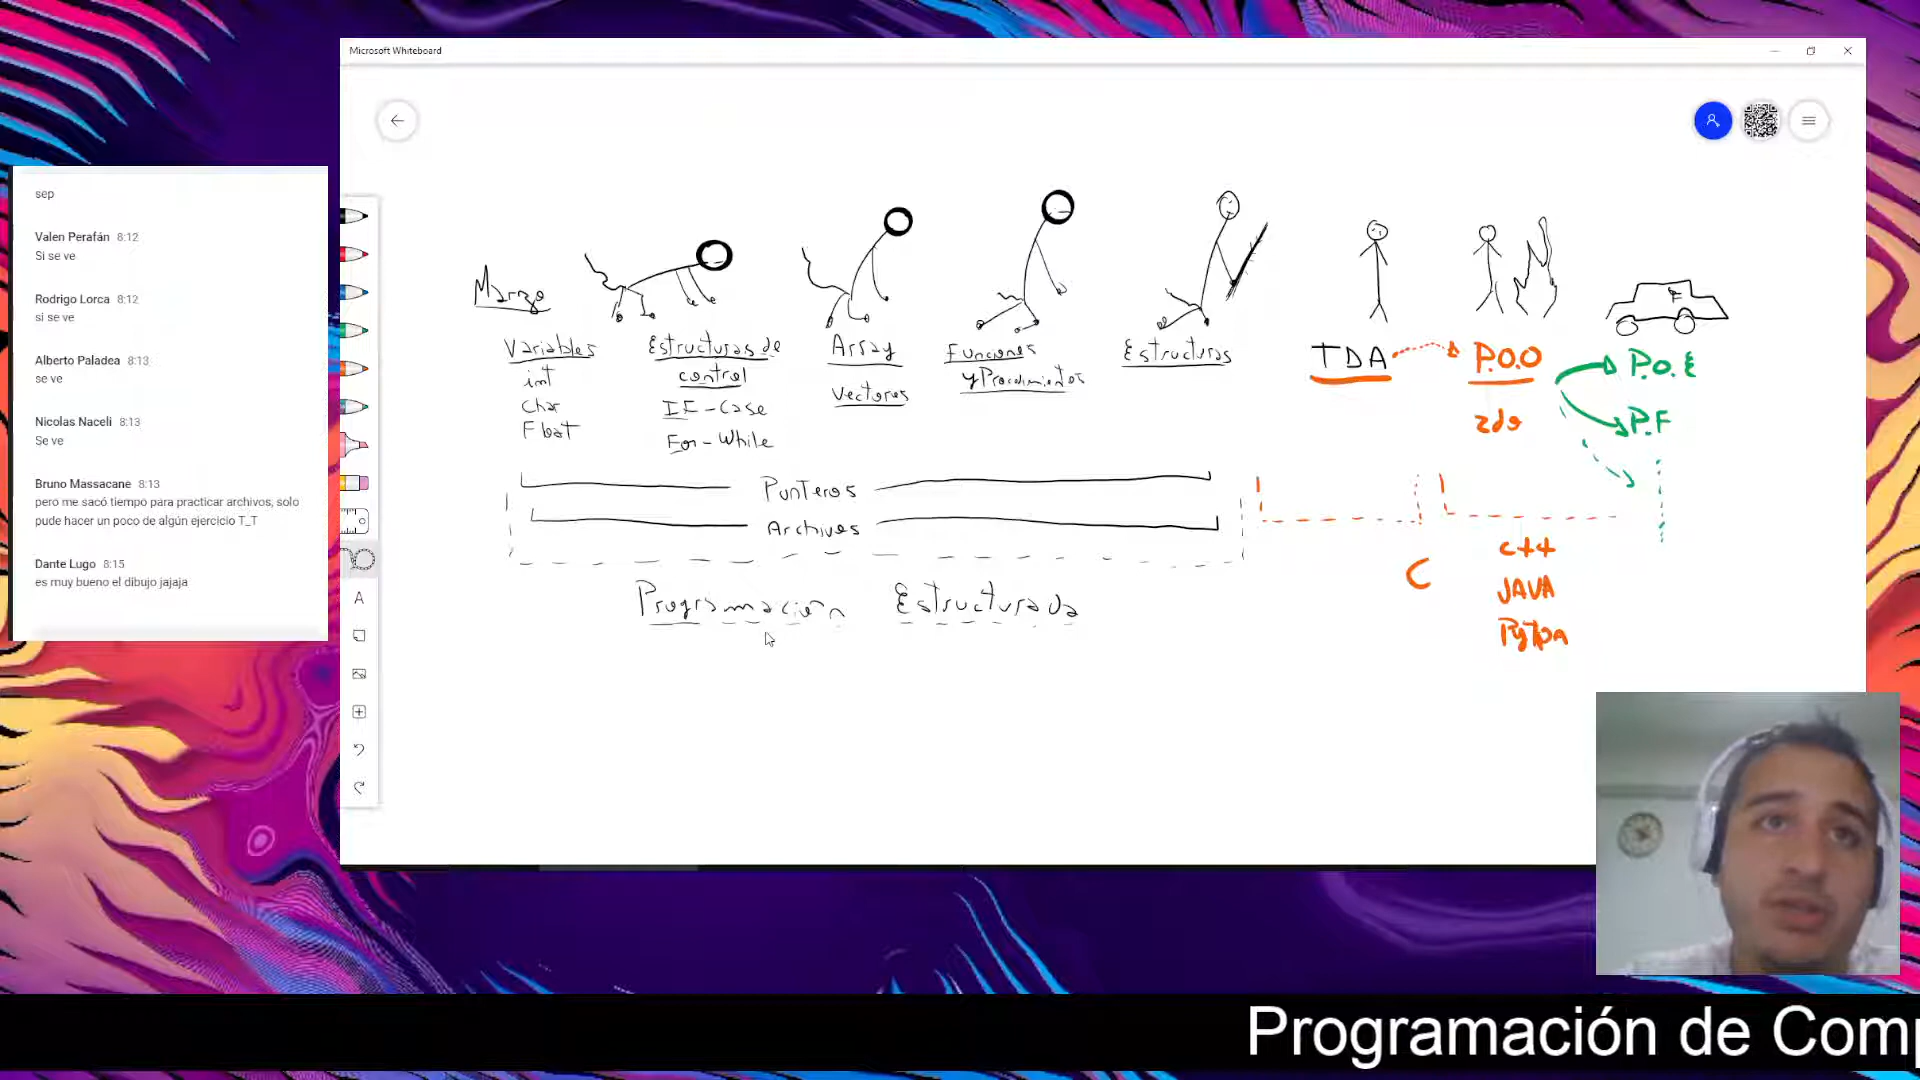 Microsoft Whiteboard
sep
Valen Perafán 8:12
Si se ve
Rodrigo Lorca 8:12
si se ve
Alberto Paladea 8:13
se ve
Nicolas Naceli 8:13
Se ve
Bruno Massacane 8:13
pero me sacó tiempo para practicar archivos, solo
pude hacer un poco de algún ejercicio T_T
Dante Lugo 8:15
es muy bueno el dibujo jajaja
Marzo
Variables
int
Char
Float
Estructuras de
control
IF - Case
For - While
Array
Vectores
Funciones
y Procedimientos
Estructuras
TDA
P.O.O
2do
F
P.O.E
P.F
Punteros
Archivos
Programación Estructurada
C
C++
JAVA
Python
A
Programación de Comp